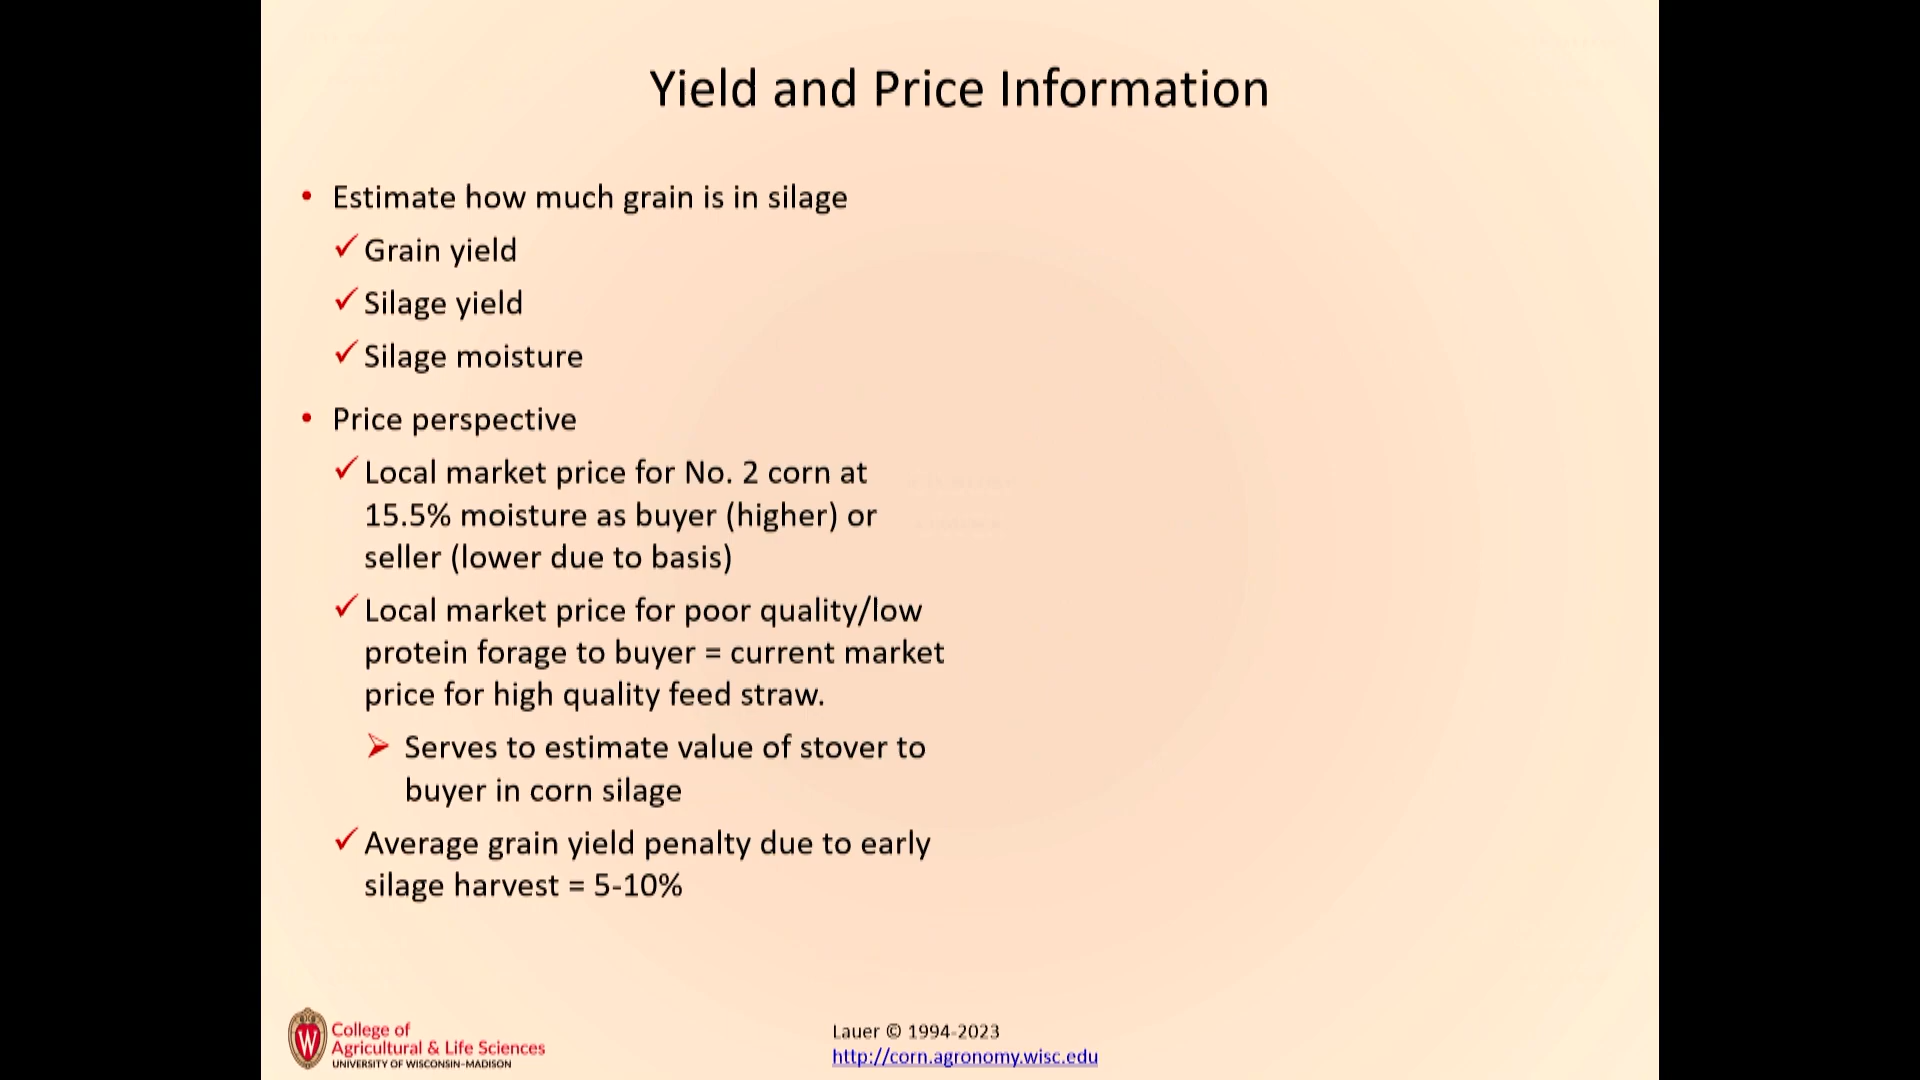 Yield and Price Information
• Estimate how much grain is in silage
✓ Grain yield
✓ Silage yield
✓ Silage moisture
• Price perspective
✓ Local market price for No. 2 corn at
15.5% moisture as buyer (higher) or
seller (lower due to basis)
✓ Local market price for poor quality/low
protein forage to buyer = current market
price for high quality feed straw.
➢ Serves to estimate value of stover to
buyer in corn silage
✓ Average grain yield penalty due to early
silage harvest = 5-10%
W
College of
Agricultural & Life Sciences
UNIVERSITY OF WISCONSIN–MADISON
Lauer © 1994-2023
http://corn.agronomy.wisc.edu